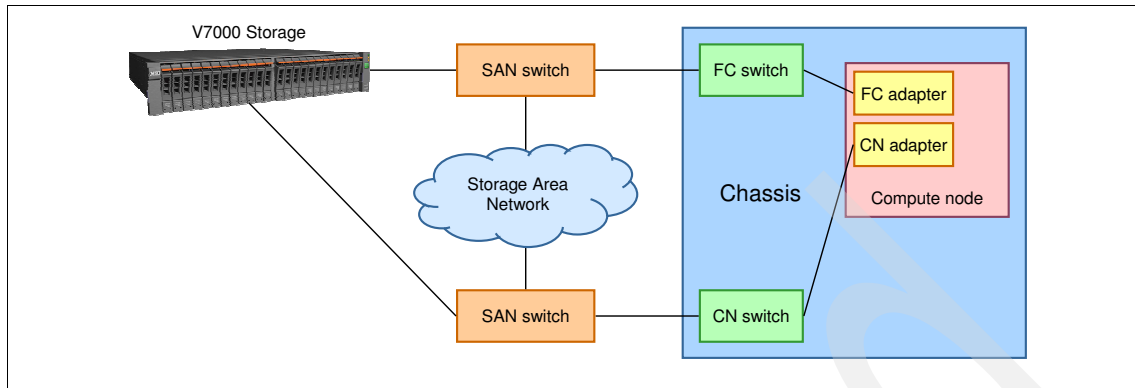 V7000 Storage
SAN switch
FC switch
FC adapter
CN adapter
Storage Area
Network
Chassis
Compute node
SAN switch
CN switch